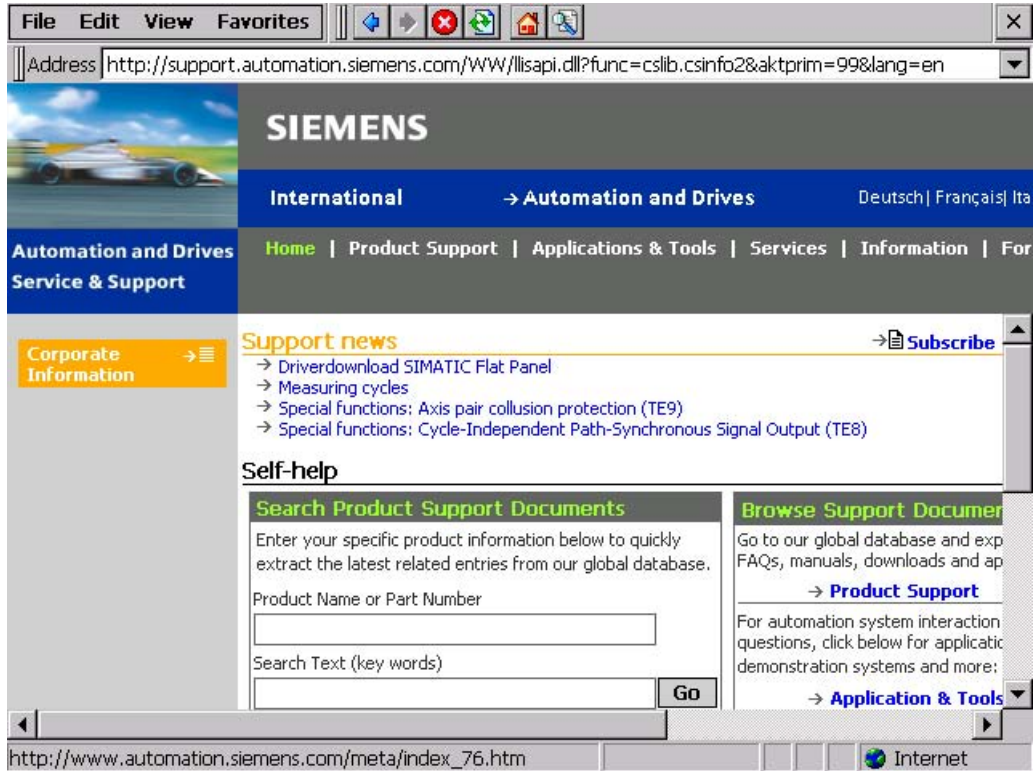 File Edit View Favorites
Address http://support.automation.siemens.com/WW/llisapi.dll?func=cslib.csinfo2&aktprim=99&lang=en
SIEMENS
International → Automation and Drives Deutsch| Français| Ita
Automation and Drives
Service & Support
Home | Product Support | Applications & Tools | Services | Information | For
Corporate
Information
Support news → Subscribe
→ Driverdownload SIMATIC Flat Panel
→ Measuring cycles
→ Special functions: Axis pair collusion protection (TE9)
→ Special functions: Cycle-Independent Path-Synchronous Signal Output (TE8)
Self-help
Search Product Support Documents
Enter your specific product information below to quickly
extract the latest related entries from our global database.
Product Name or Part Number
Search Text (key words)
Go
Browse Support Documen
Go to our global database and exp
FAQs, manuals, downloads and ap
→ Product Support
For automation system interaction
questions, click below for applicatic
demonstration systems and more:
→ Application & Tools
http://www.automation.siemens.com/meta/index_76.htm Internet